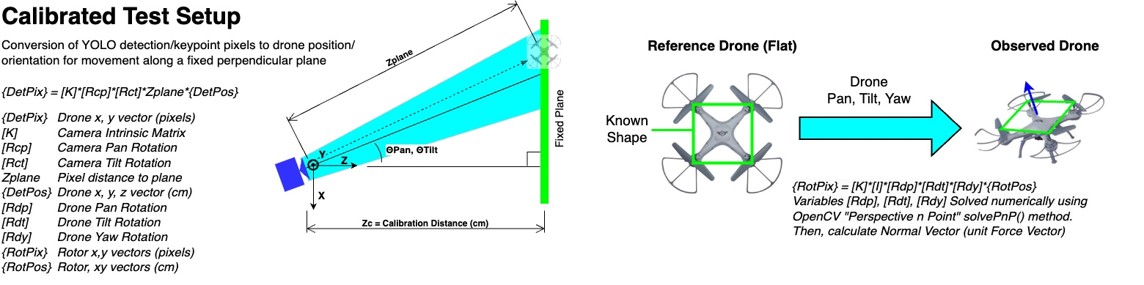 Calibrated Test Setup
Conversion of YOLO detection/keypoint pixels to drone position/
orientation for movement along a fixed perpendicular plane
{DetPix} = [K]*[Rcp]*[Rct]*Zplane*{DetPos}
{DetPix} Drone x, y vector (pixels)
[K] Camera Intrinsic Matrix
[Rcp] Camera Pan Rotation
[Rct] Camera Tilt Rotation
Zplane Pixel distance to plane
{DetPos} Drone x, y, z vector (cm)
[Rdp] Drone Pan Rotation
[Rdt] Drone Tilt Rotation
[Rdy] Drone Yaw Rotation
{RotPix} Rotor x,y vectors (pixels)
{RotPos} Rotor, xy vectors (cm)
Zplane
Y
Z
X
ΘPan, ΘTilt
Fixed Plane
Zc = Calibration Distance (cm)
Reference Drone (Flat)
Known
Shape
Drone
Pan, Tilt, Yaw
Observed Drone
{RotPix} = [K]*[I]*[Rdp]*[Rdt]*[Rdy]*{RotPos}
Variables [Rdp], [Rdt], [Rdy] Solved numerically using
OpenCV "Perspective n Point" solvePnP() method.
Then, calculate Normal Vector (unit Force Vector)